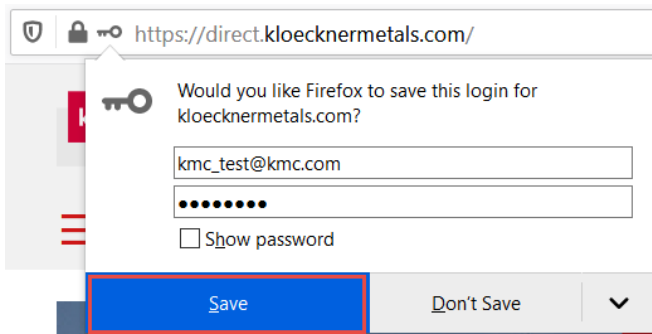 https://direct.kloecknermetals.com/
Would you like Firefox to save this login for
kloecknermetals.com?
kmc_test@kmc.com
●●●●●●●●
Show password
Save
Don't Save